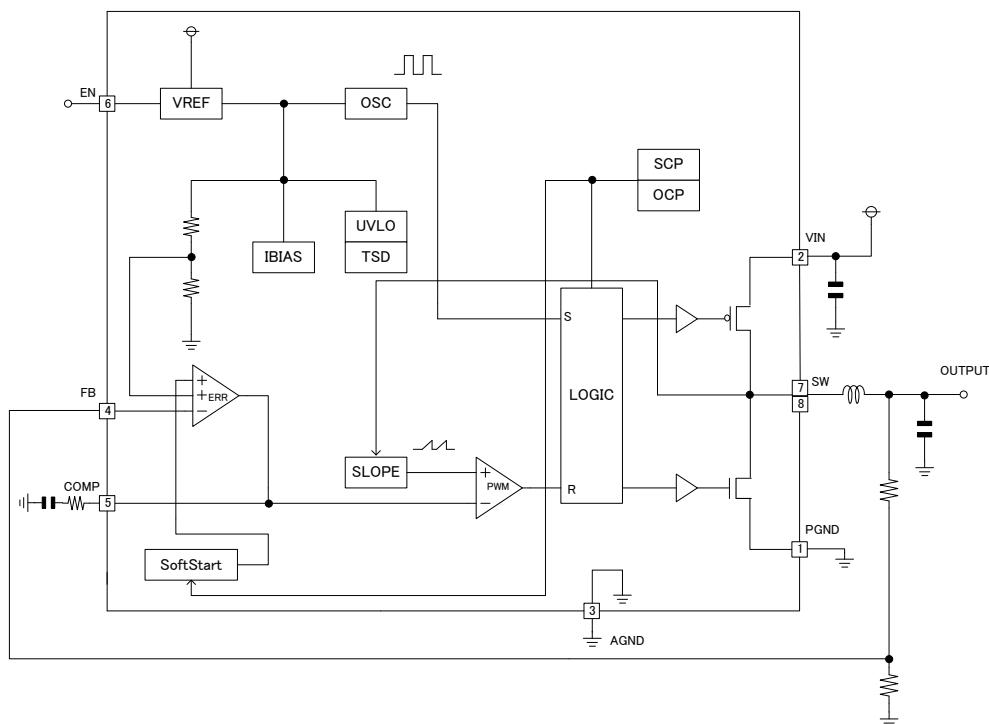 EN
6
VREF
OSC
SCP
OCP
UVLO
TSD
IBIAS
VIN
2
S
LOGIC
R
FB
4
+
+
−
ERR
SW
7
8
OUTPUT
COMP
5
SLOPE
+
−
PWM
PGND
1
SoftStart
3
AGND